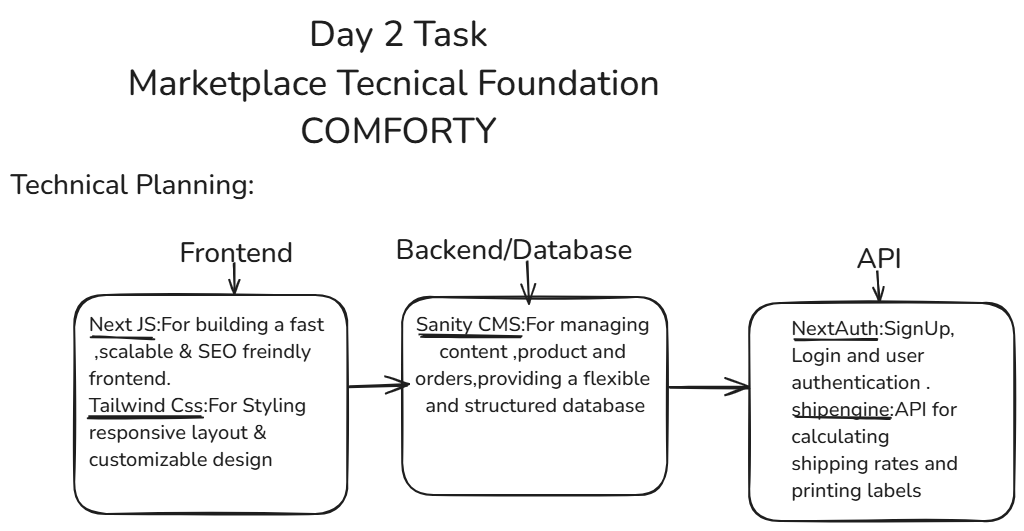 Day 2 Task
Marketplace Tecnical Foundation
COMFORTY
Technical Planning:
Frontend
Next JS:For building a fast
,scalable & SEO freindly
frontend.
Tailwind Css:For Styling
responsive layout &
customizable design
Backend/Database
Sanity CMS:For managing
content ,product and
orders,providing a flexible
and structured database
API
NextAuth:SignUp,
Login and user
authentication .
shipengine:API for
calculating
shipping rates and
printing labels